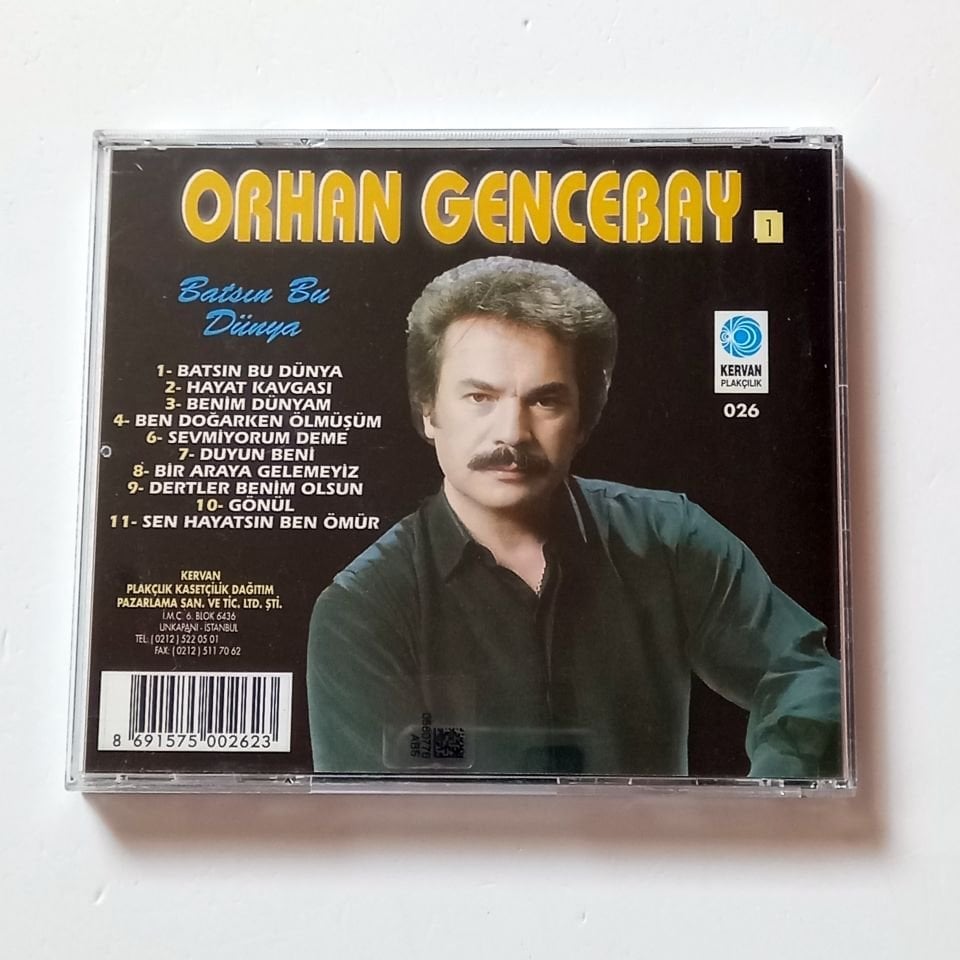 ORHAN GENCEBAY 1
Batsın Bu
Dünya
1- BATSIN BU DÜNYA
2- HAYAT KAVGASI
3- BENİM DÜNYAM
4- BEN DOĞARKEN ÖLMÜŞÜM
6- SEVMİYORUM DEME
7- DUYUN BENİ
8- BİR ARAYA GELEMEYİZ
9- DERTLER BENİM OLSUN
10- GÖNÜL
11- SEN HAYATSIN BEN ÖMÜR
KERVAN
PLAKÇILIK
026
KERVAN
PLAKÇLIK KASETÇİLİK DAĞITIM
PAZARLAMA SAN. VE TİC. LTD. ŞTİ.
İ.M.Ç. 6. BLOK 6436
UNKAPANI - İSTANBUL
TEL: ( 0212 ) 522 05 01
FAX: ( 0212 ) 511 70 62
8 691575 002623